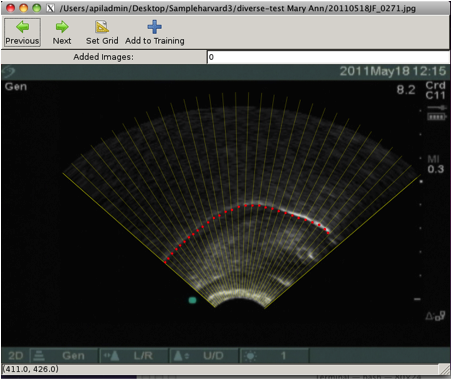 /Users/apiladmin/Desktop/Sampleharvard3/diverse-test Mary Ann/20110518JF_0271.jpg
Previous Next Set Grid Add to Training
Added Images: 0
2011May18 12:15
Gen 8.2 Crd
C11
MI
0.3
2D Gen L/R U/D 1
(411.0, 426.0)